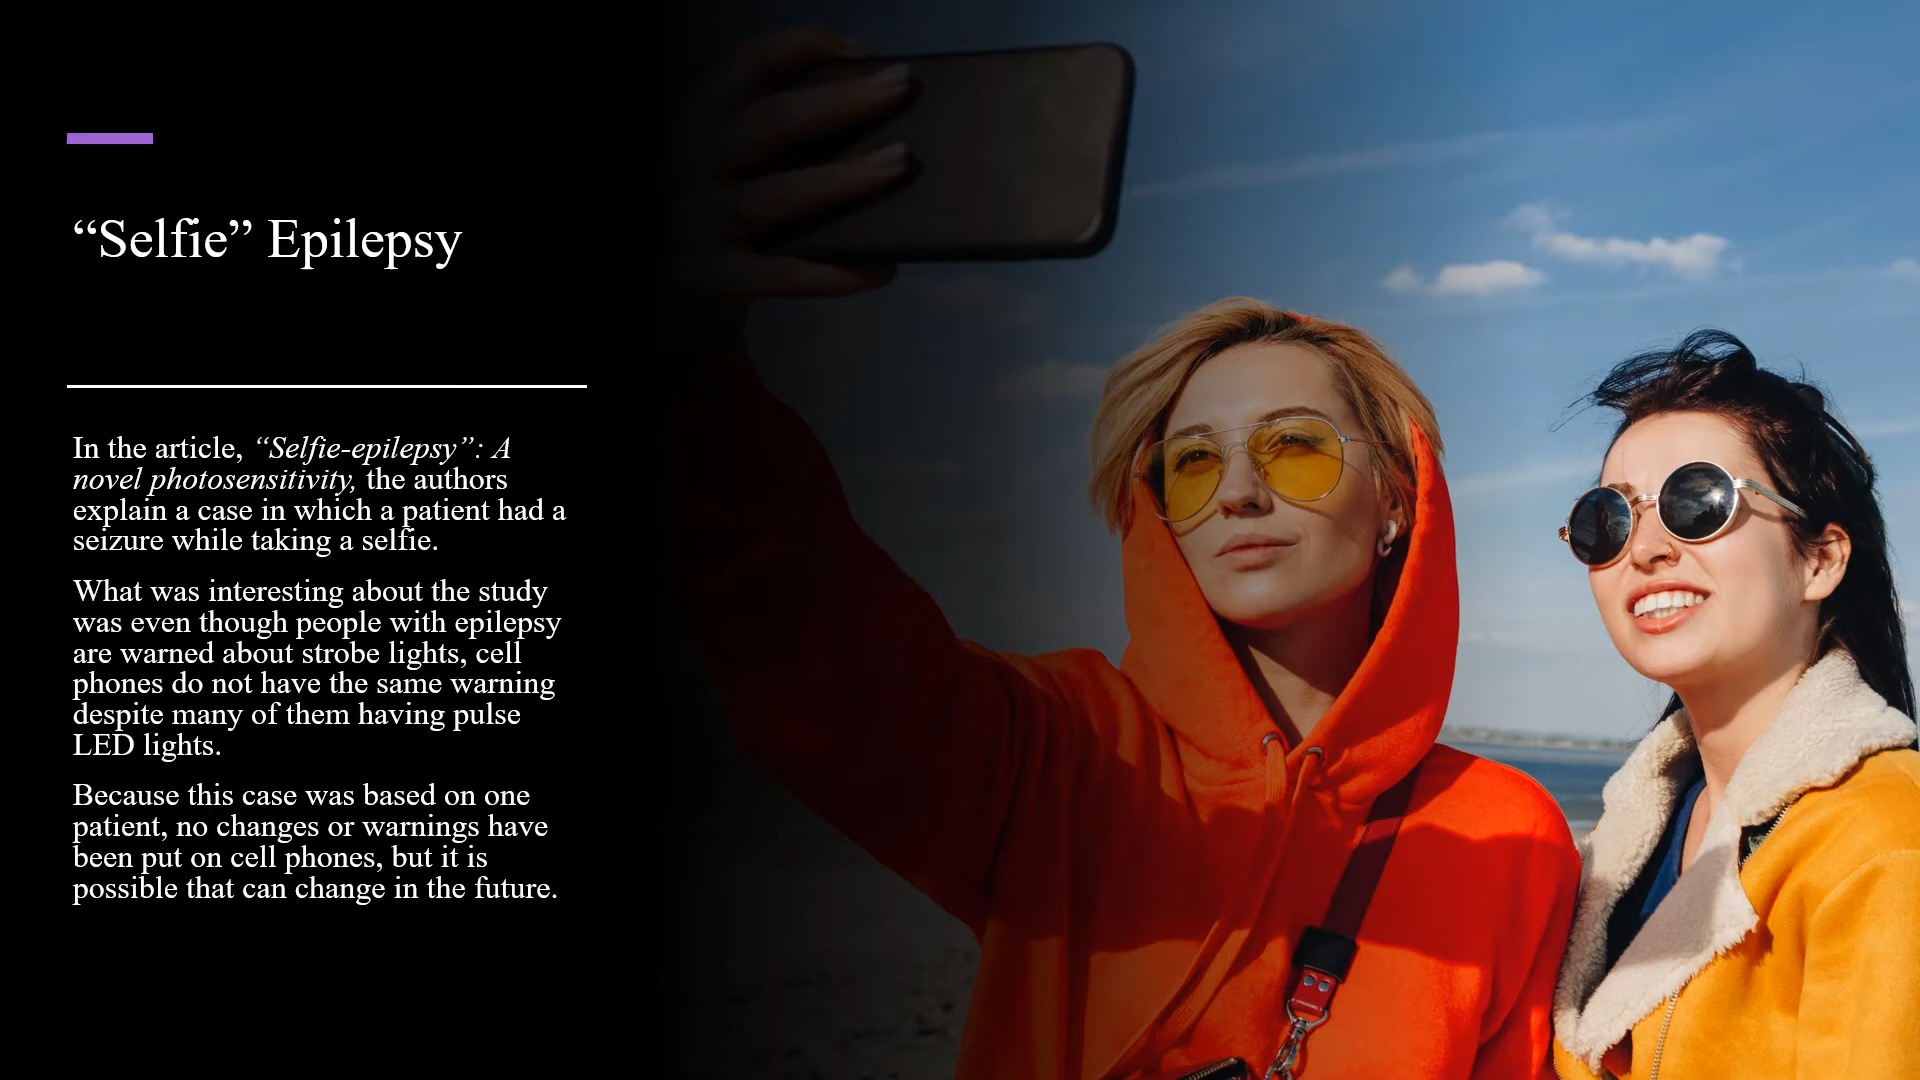 “Selfie” Epilepsy
In the article, “Selfie-epilepsy”: A
novel photosensitivity, the authors
explain a case in which a patient had a
seizure while taking a selfie.
What was interesting about the study
was even though people with epilepsy
are warned about strobe lights, cell
phones do not have the same warning
despite many of them having pulse
LED lights.
Because this case was based on one
patient, no changes or warnings have
been put on cell phones, but it is
possible that can change in the future.